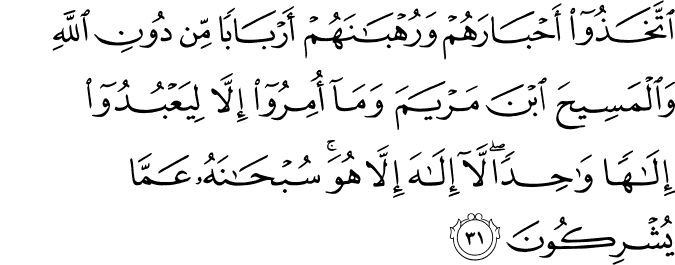 ٱتَّخَذُوٓا۟ أَحْبَارَهُمْ وَرُهْبَـٰنَهُمْ أَرْبَابًا مِّن دُونِ ٱللَّهِ
وَٱلْمَسِيحَ ٱبْنَ مَرْيَمَ وَمَآ أُمِرُوٓا۟ إِلَّا لِيَعْبُدُوٓا۟
إِلَـٰهًا وَٰحِدًا ۖ لَّآ إِلَـٰهَ إِلَّا هُوَ ۚ سُبْحَـٰنَهُۥ عَمَّا
يُشْرِكُونَ ٣١